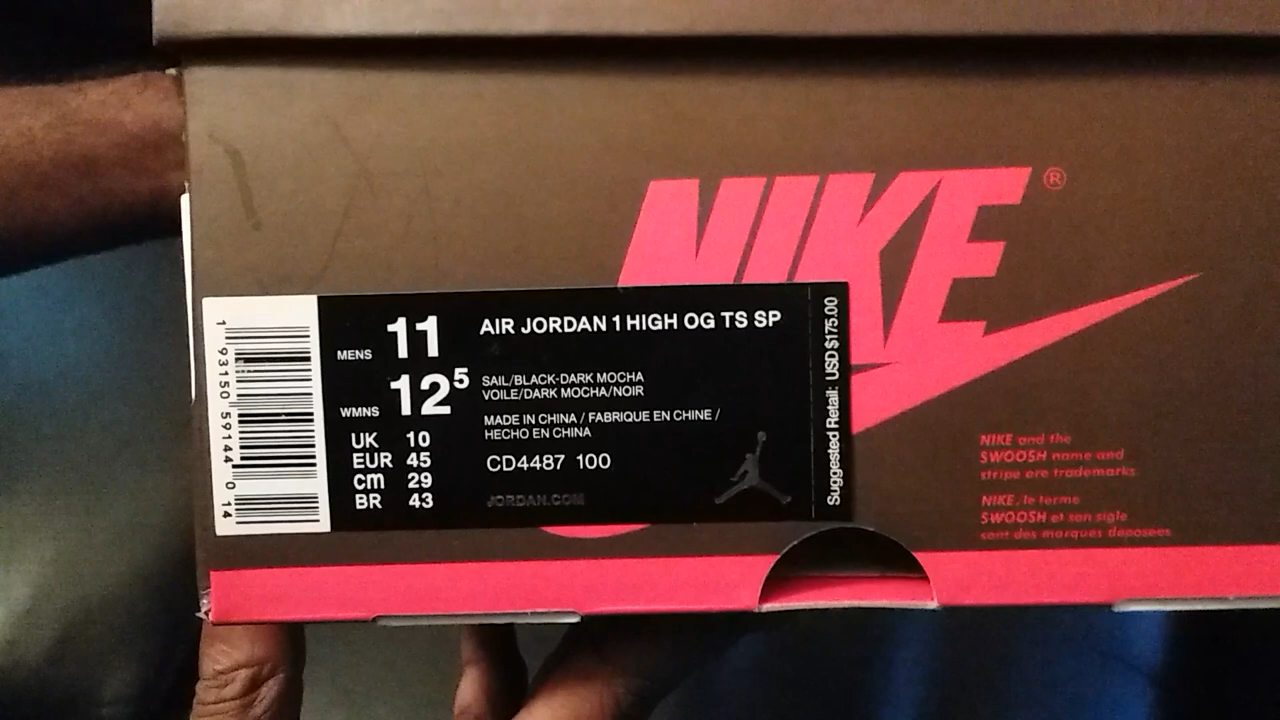 NIKE ®
1 93150 59144 0 14
MENS 11
WMNS 12⁵
UK 10
EUR 45
cm 29
BR 43
AIR JORDAN 1 HIGH OG TS SP
SAIL/BLACK-DARK MOCHA
VOILE/DARK MOCHA/NOIR
MADE IN CHINA / FABRIQUE EN CHINE /
HECHO EN CHINA
CD4487 100
JORDAN.COM
Suggested Retail: USD $175.00
NIKE and the
SWOOSH name and
stripe are trademarks.
NIKE, le terme
SWOOSH et son sigle
sont des marques deposees